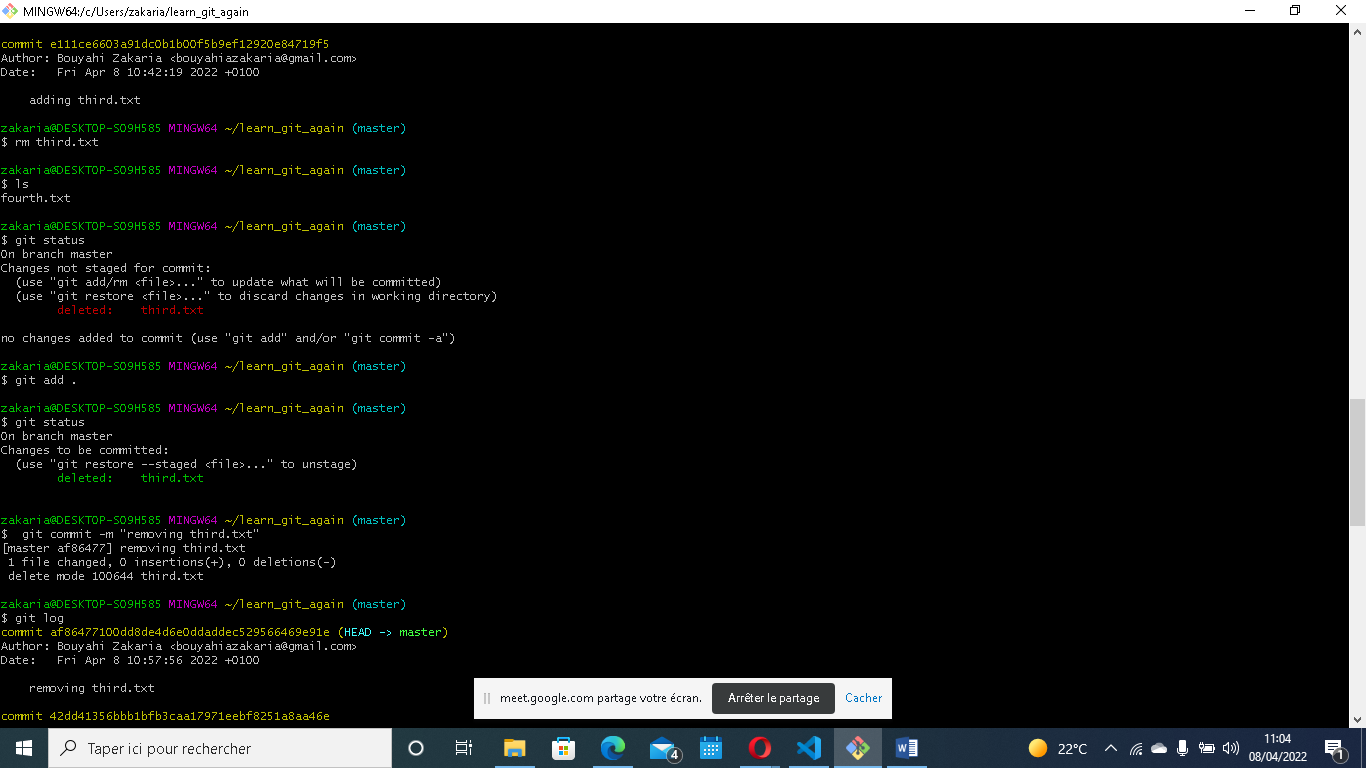 MINGW64:/c/Users/zakaria/learn_git_again
commit e111ce6603a91dc0b1b00f5b9ef12920e84719f5
Author: Bouyahi Zakaria <bouyahiazakaria@gmail.com>
Date:   Fri Apr 8 10:42:19 2022 +0100
    adding third.txt
zakaria@DESKTOP-SO9H585 MINGW64 ~/learn_git_again (master)
$ rm third.txt
zakaria@DESKTOP-SO9H585 MINGW64 ~/learn_git_again (master)
$ ls
fourth.txt
zakaria@DESKTOP-SO9H585 MINGW64 ~/learn_git_again (master)
$ git status
On branch master
Changes not staged for commit:
  (use "git add/rm <file>..." to update what will be committed)
  (use "git restore <file>..." to discard changes in working directory)
        deleted:    third.txt
no changes added to commit (use "git add" and/or "git commit -a")
zakaria@DESKTOP-SO9H585 MINGW64 ~/learn_git_again (master)
$ git add .
zakaria@DESKTOP-SO9H585 MINGW64 ~/learn_git_again (master)
$ git status
On branch master
Changes to be committed:
  (use "git restore --staged <file>..." to unstage)
        deleted:    third.txt
zakaria@DESKTOP-SO9H585 MINGW64 ~/learn_git_again (master)
$  git commit -m "removing third.txt"
[master af86477] removing third.txt
 1 file changed, 0 insertions(+), 0 deletions(-)
 delete mode 100644 third.txt
zakaria@DESKTOP-SO9H585 MINGW64 ~/learn_git_again (master)
$ git log
commit af86477100dd8de4d6e0ddaddec529566469e91e (HEAD -> master)
Author: Bouyahi Zakaria <bouyahiazakaria@gmail.com>
Date:   Fri Apr 8 10:57:56 2022 +0100
    removing third.txt
commit 42dd41356bbb1bfb3caa17971eebf8251a8aa46e
meet.google.com partage votre écran. Arrêter le partage Cacher
Taper ici pour rechercher
4
22°C
11:04
08/04/2022
1